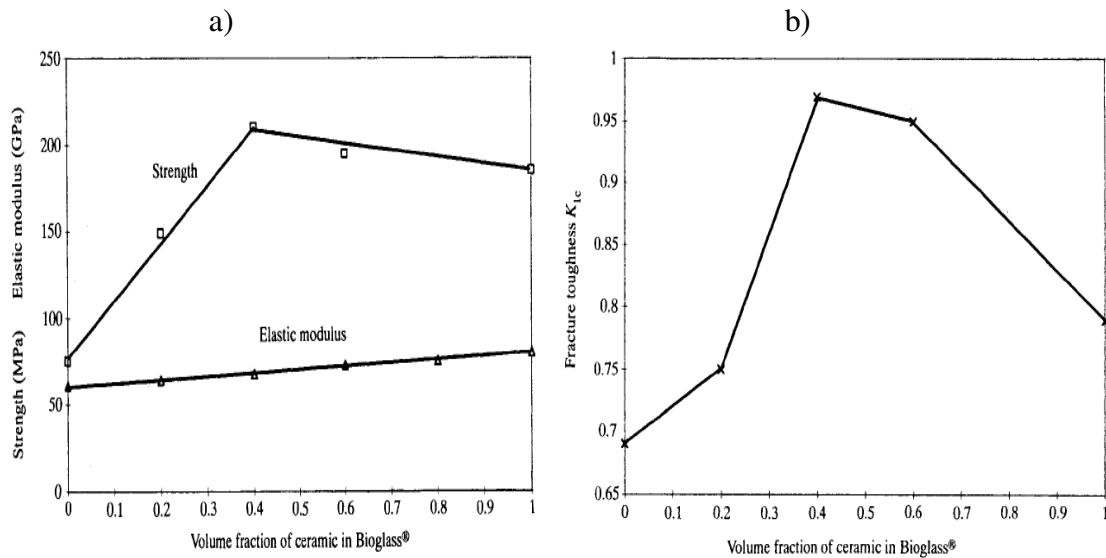 a)
b)
Strength (MPa) Elastic modulus (GPa)
250
200
150
100
50
0
Strength
Elastic modulus
0 0.1 0.2 0.3 0.4 0.5 0.6 0.7 0.8 0.9 1
Volume fraction of ceramic in Bioglass®
Fracture toughness K1c
1
0.95
0.9
0.85
0.8
0.75
0.7
0.65
0 0.1 0.2 0.3 0.4 0.5 0.6 0.7 0.8 0.9 1
Volume fraction of ceramic in Bioglass®